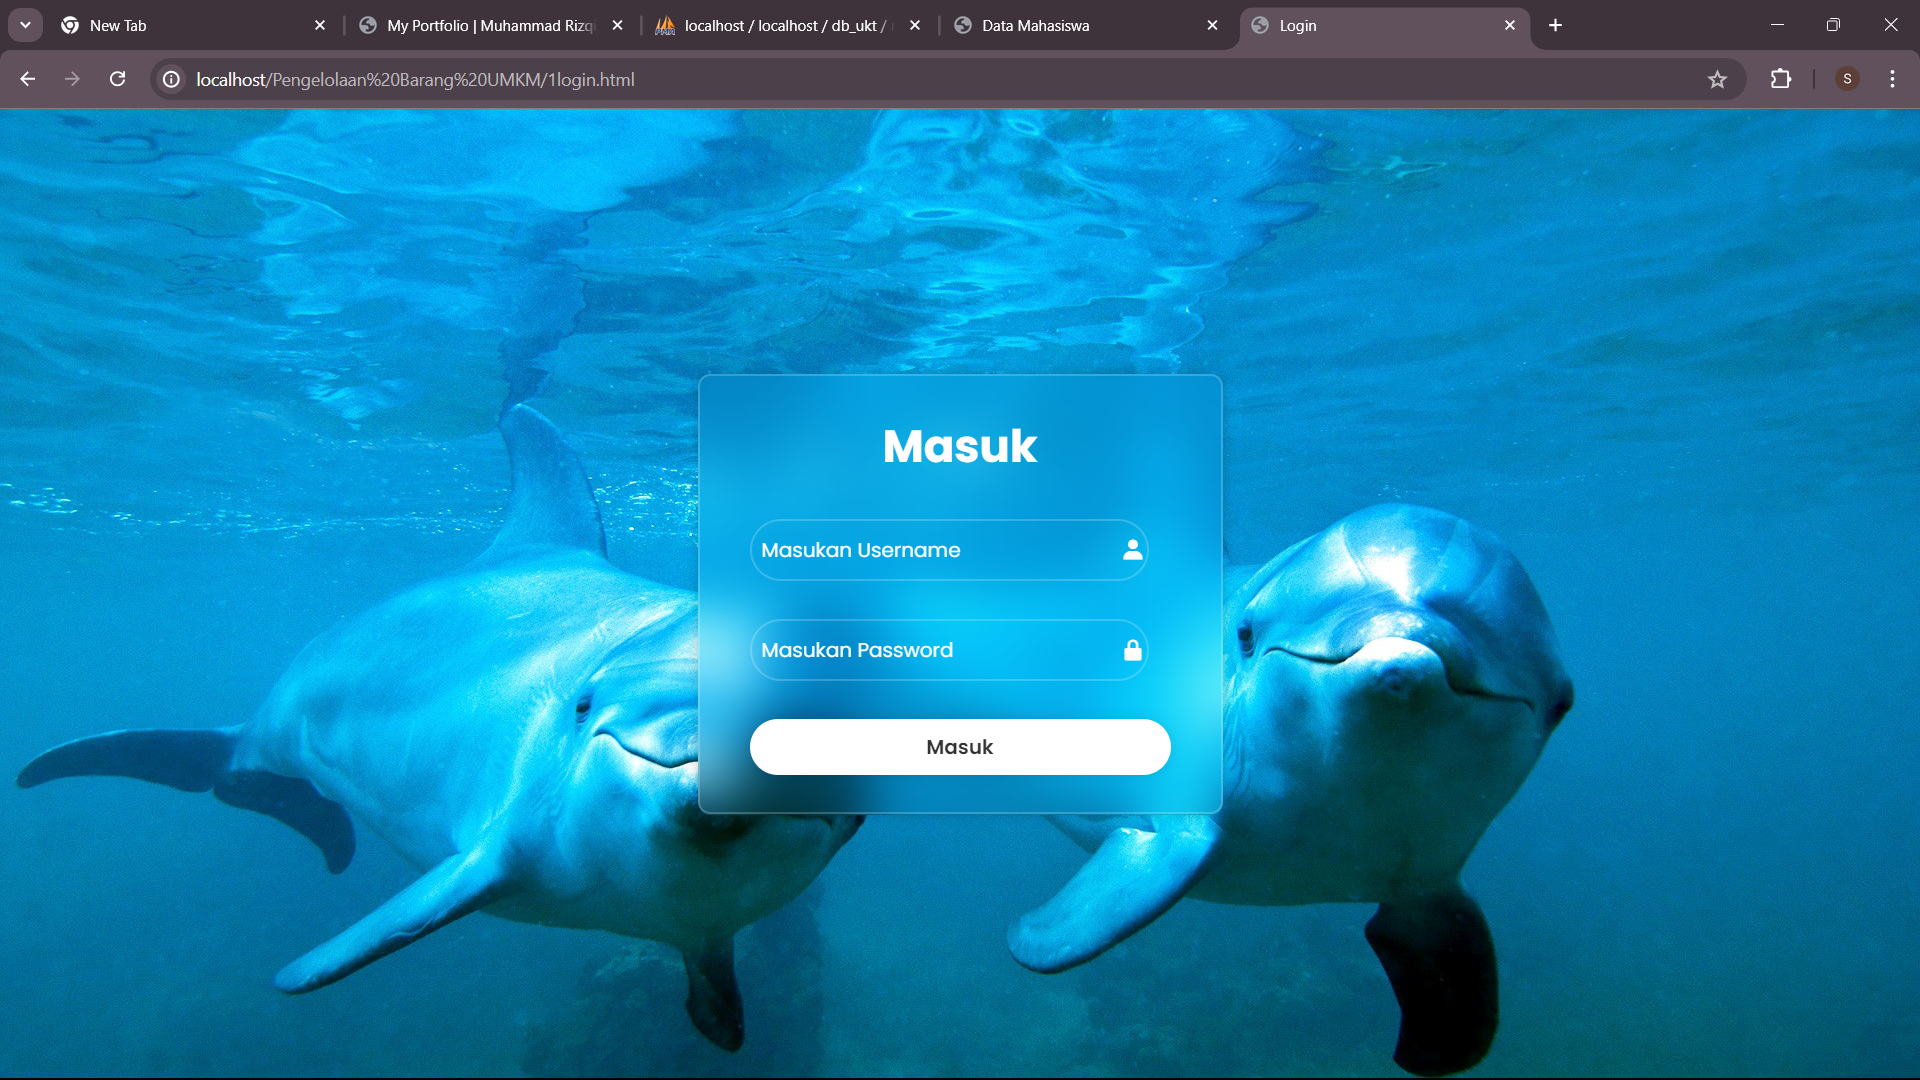 New Tab
My Portfolio | Muhammad Rizqi
localhost / localhost / db_ukt /
Data Mahasiswa
Login
localhost/Pengelolaan%20Barang%20UMKM/1login.html
S
Masuk
Masukan Username
Masukan Password
Masuk